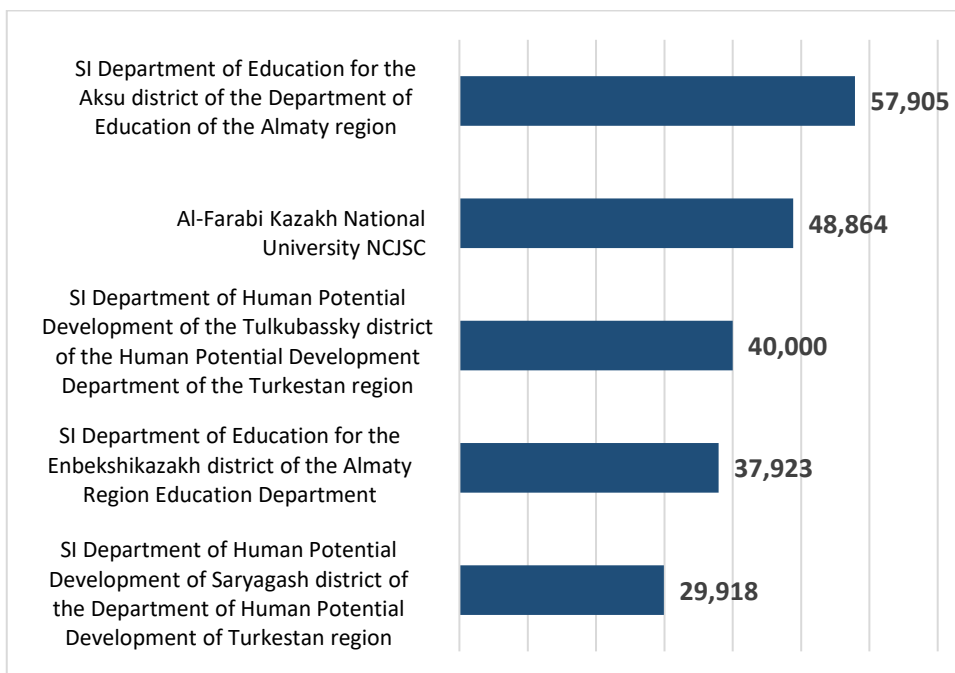 SI Department of Education for the
Aksu district of the Department of
Education of the Almaty region
57,905
Al-Farabi Kazakh National
University NCJSC
48,864
SI Department of Human Potential
Development of the Tulkubassky district
of the Human Potential Development
Department of the Turkestan region
40,000
SI Department of Education for the
Enbekshikazakh district of the Almaty
Region Education Department
37,923
SI Department of Human Potential
Development of Saryagash district of
the Department of Human Potential
Development of Turkestan region
29,918